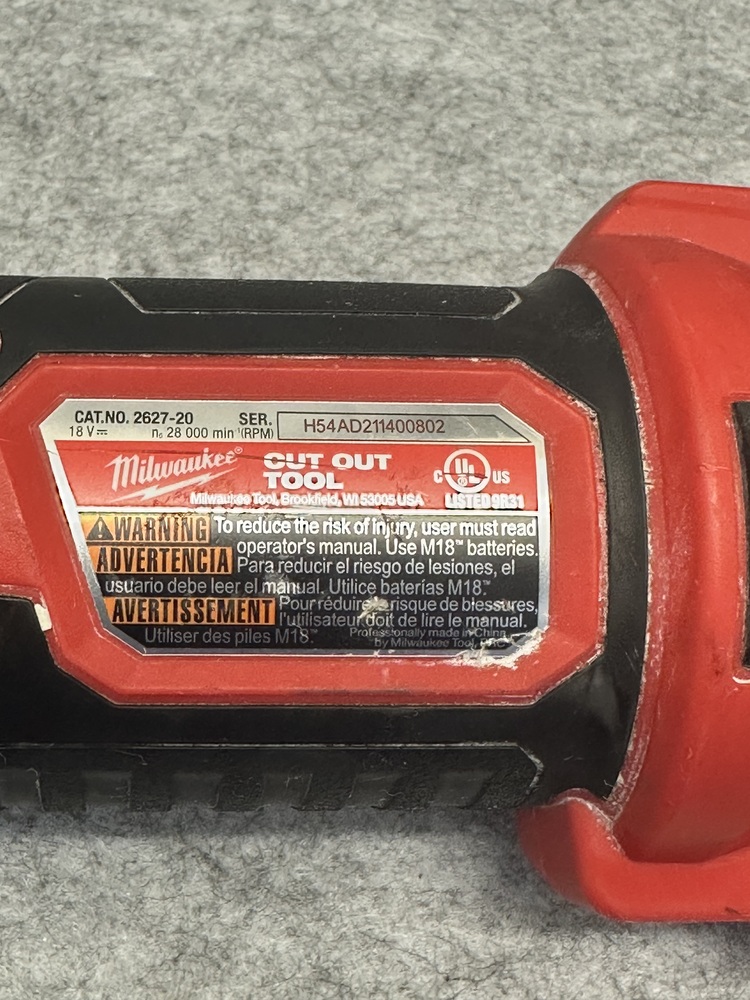 CAT.NO. 2627-20 SER. H54AD211400802
18 V⎓ n₀ 28 000 min⁻¹(RPM)
Milwaukee®
CUT OUT
TOOL
C UL® US
LISTED 9R31
Milwaukee Tool, Brookfield, WI 53005 USA
WARNING To reduce the risk of injury, user must read
operator's manual. Use M18™ batteries.
ADVERTENCIA Para reducir el riesgo de lesiones, el
usuario debe leer el manual. Utilice baterías M18™.
AVERTISSEMENT Pour réduire le risque de blessures,
l'utilisateur doit de lire le manual.
Utiliser des piles M18™.
Professionally made in China
by Milwaukee Tool, PRC